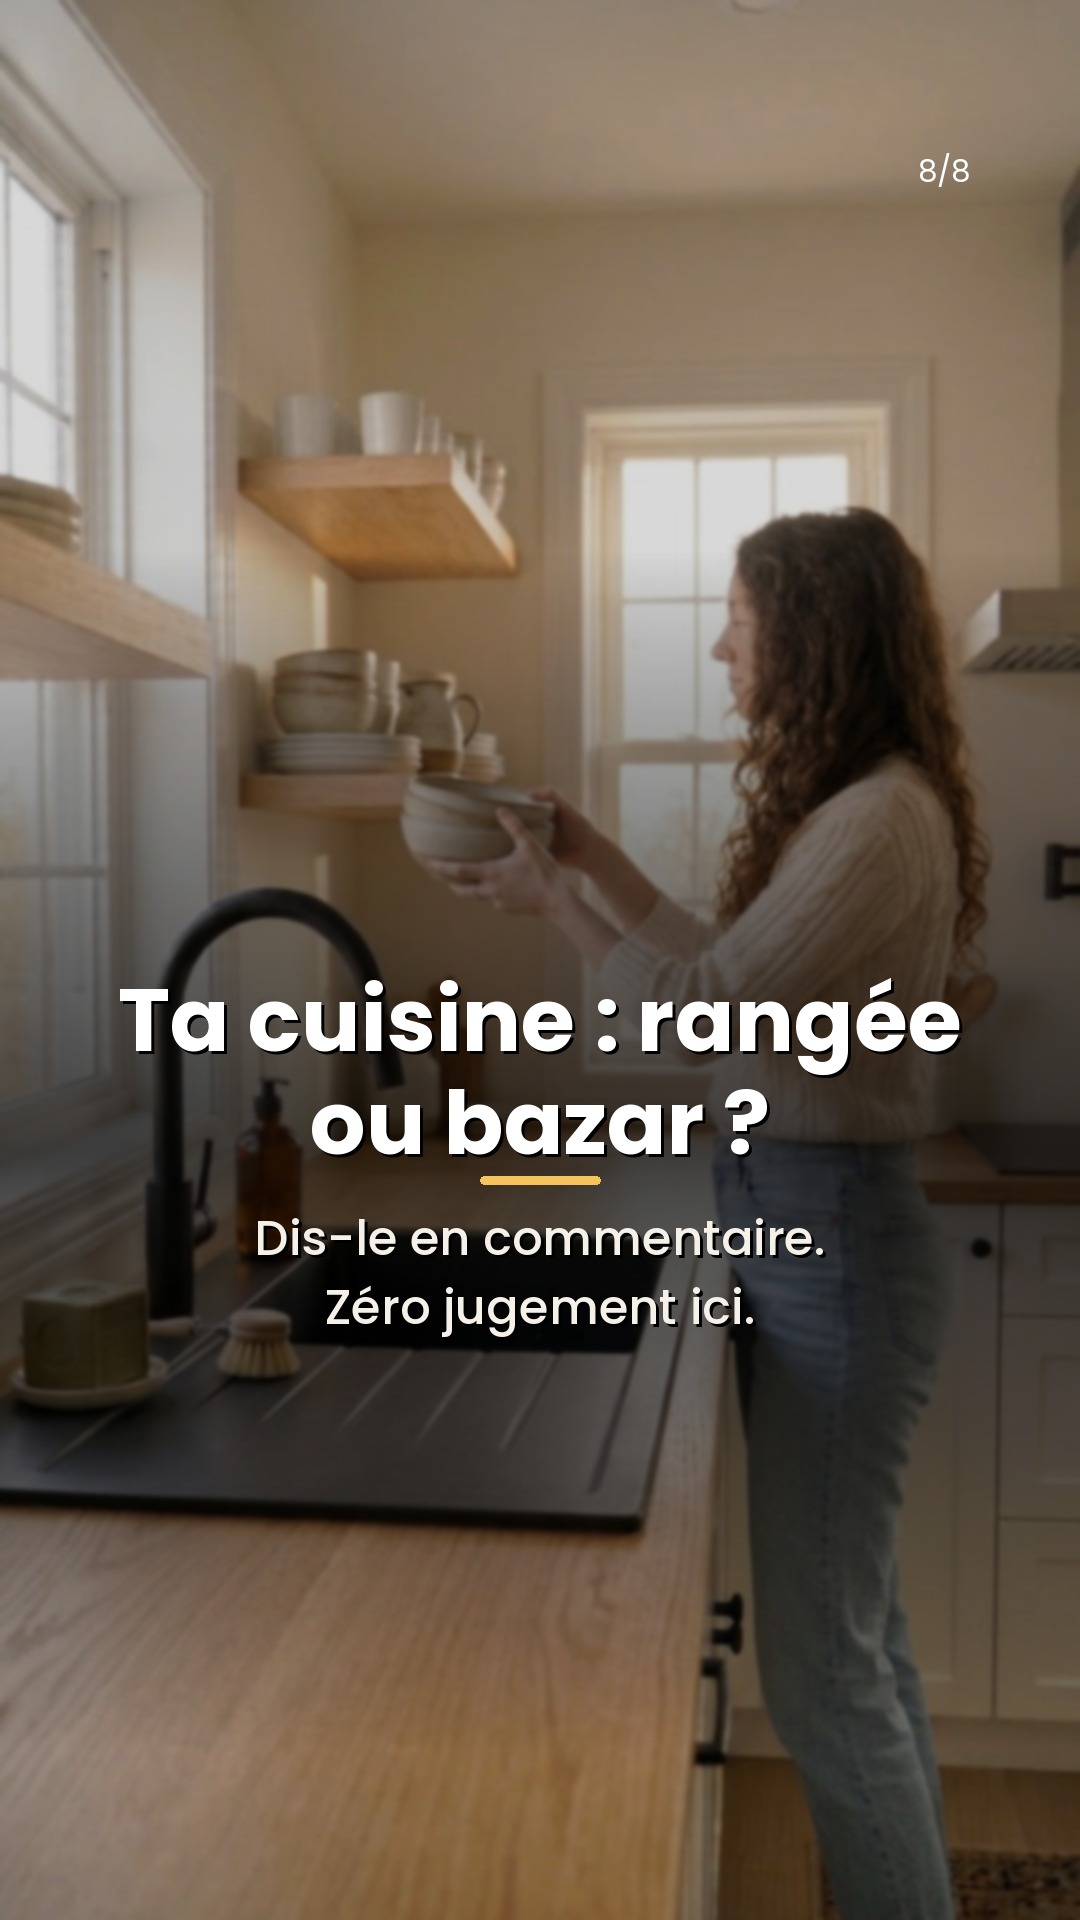 8/8
Ta cuisine : rangée
ou bazar ?
Dis-le en commentaire.
Zéro jugement ici.